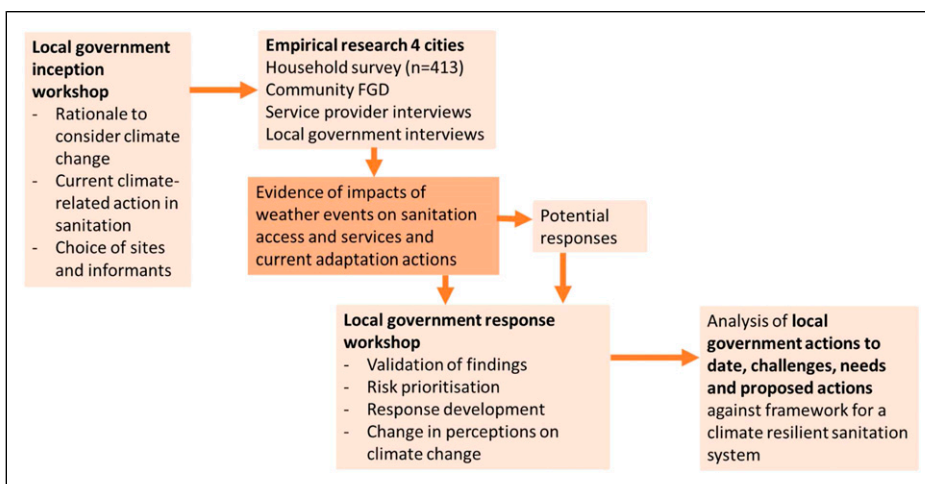 Local government
inception
workshop
- Rationale to
consider climate
change
- Current climate-
related action in
sanitation
- Choice of sites
and informants
Empirical research 4 cities
Household survey (n=413)
Community FGD
Service provider interviews
Local government interviews
Evidence of impacts of
weather events on sanitation
access and services and
current adaptation actions
Potential
responses
Local government response
workshop
- Validation of findings
- Risk prioritisation
- Response development
- Change in perceptions on
climate change
Analysis of local
government actions to
date, challenges, needs
and proposed actions
against framework for a
climate resilient sanitation
system